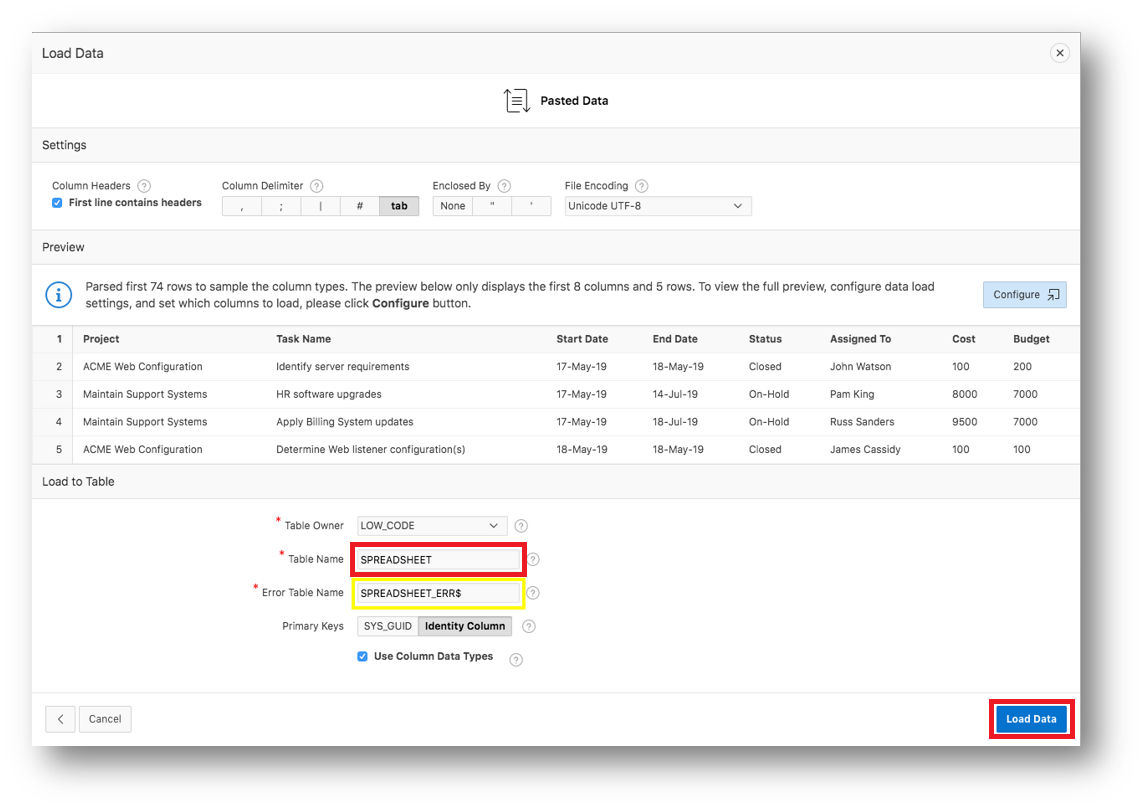 Load Data
Pasted Data
Settings
Column Headers ? Column Delimiter ? Enclosed By ? File Encoding ?
First line contains headers , ; | # tab None " ' Unicode UTF-8
Preview
Parsed first 74 rows to sample the column types. The preview below only displays the first 8 columns and 5 rows. To view the full preview, configure data load
settings, and set which columns to load, please click Configure button.
Configure
1 Project Task Name Start Date End Date Status Assigned To Cost Budget
2 ACME Web Configuration Identify server requirements 17-May-19 18-May-19 Closed John Watson 100 200
3 Maintain Support Systems HR software upgrades 17-May-19 14-Jul-19 On-Hold Pam King 8000 7000
4 Maintain Support Systems Apply Billing System updates 17-May-19 18-Jul-19 On-Hold Russ Sanders 9500 7000
5 ACME Web Configuration Determine Web listener configuration(s) 18-May-19 18-May-19 Closed James Cassidy 100 100
Load to Table
* Table Owner LOW_CODE ?
* Table Name SPREADSHEET ?
* Error Table Name SPREADSHEET_ERR$ ?
Primary Keys SYS_GUID Identity Column ?
Use Column Data Types ?
Cancel Load Data